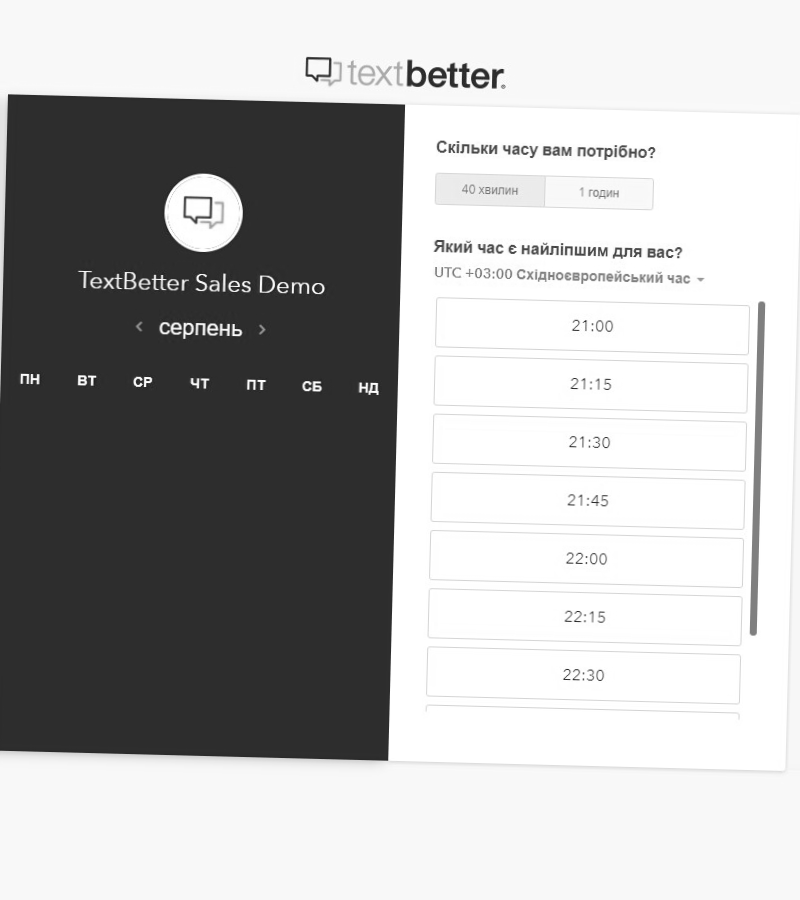 textbetter.
TextBetter Sales Demo
‹ серпень ›
ПН ВТ СР ЧТ ПТ СБ НД
Скільки часу вам потрібно?
40 хвилин 1 годин
Який час є найліпшим для вас?
UTC +03:00 Східноєвропейський час
21:00
21:15
21:30
21:45
22:00
22:15
22:30